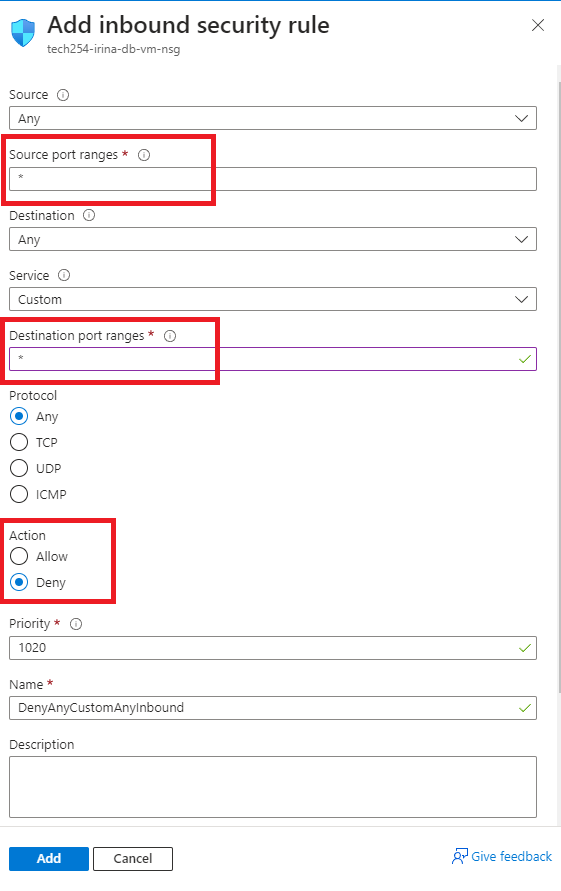 Add inbound security rule
tech254-irina-db-vm-nsg
Source
Any
Source port ranges *
*
Destination
Any
Service
Custom
Destination port ranges *
*
Protocol
Any
TCP
UDP
ICMP
Action
Allow
Deny
Priority *
1020
Name *
DenyAnyCustomAnyInbound
Description
Add Cancel Give feedback